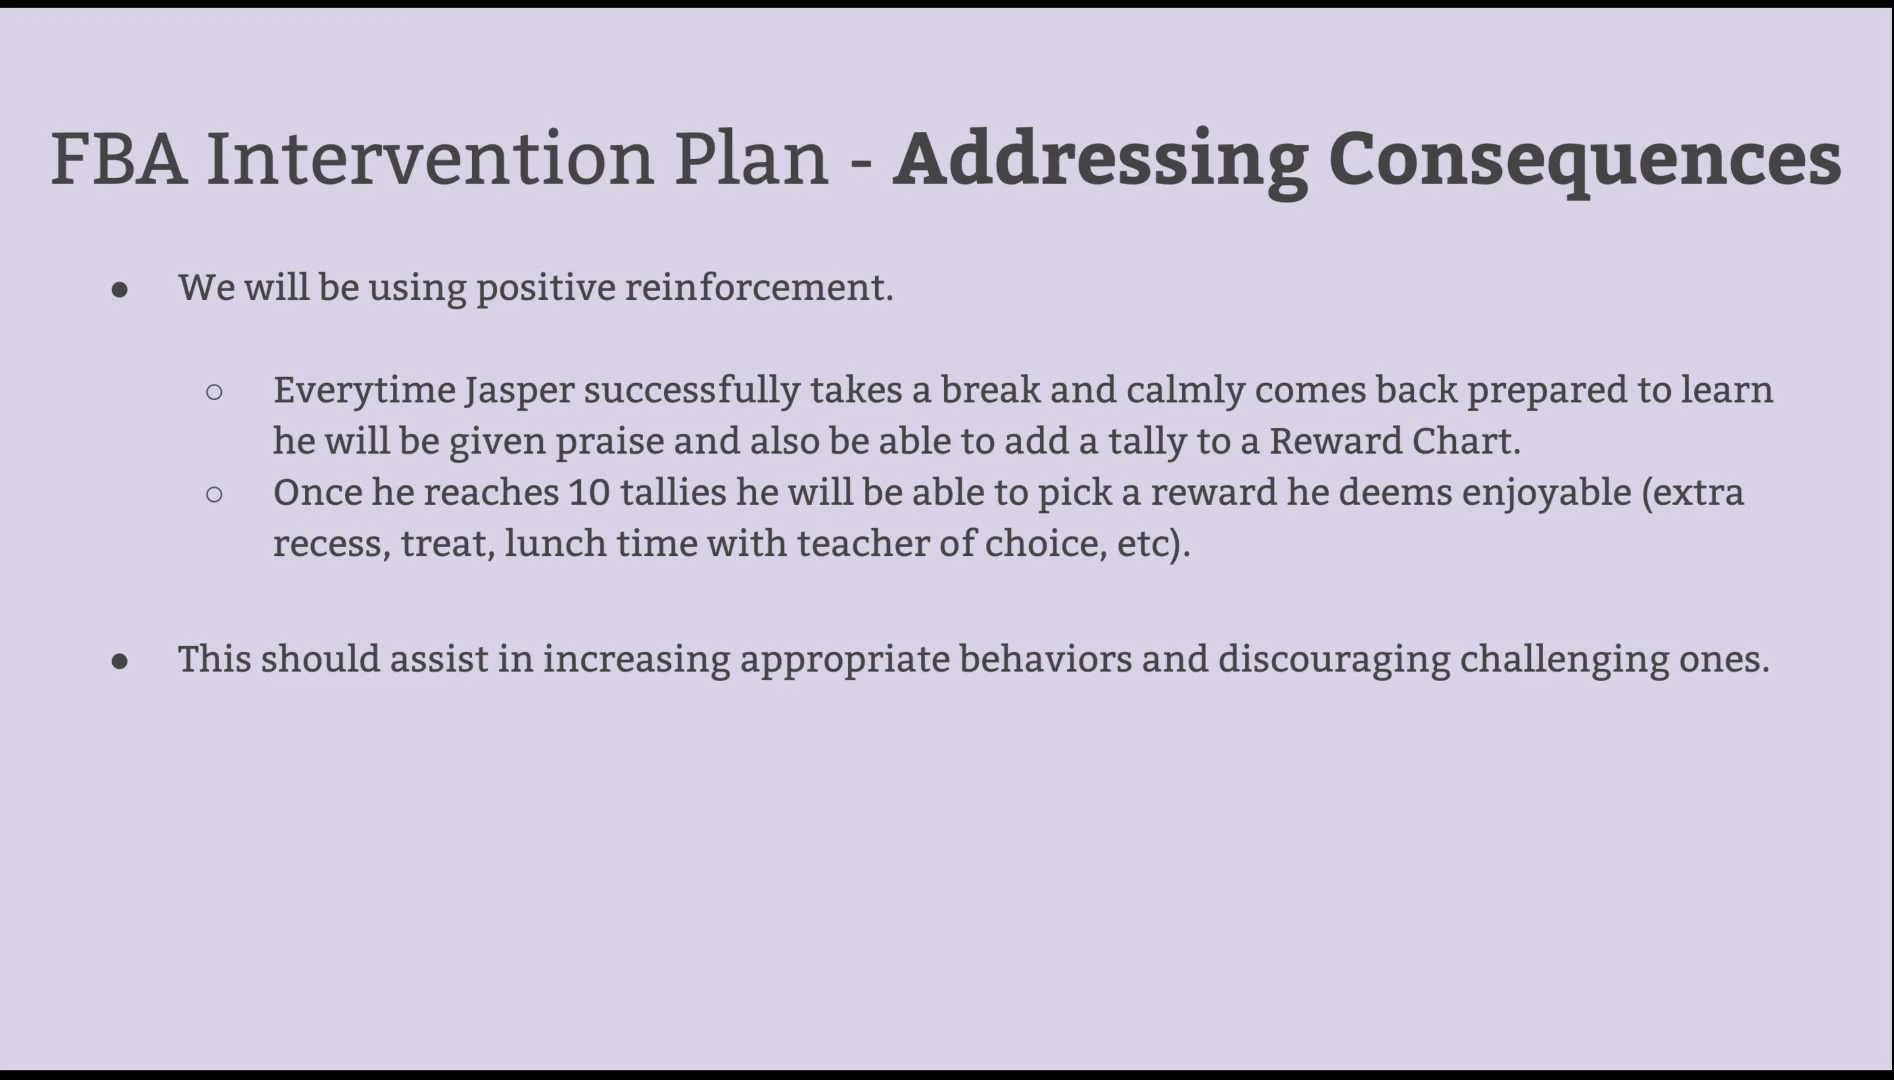 FBA Intervention Plan - Addressing Consequences
● We will be using positive reinforcement.
○ Everytime Jasper successfully takes a break and calmly comes back prepared to learn
he will be given praise and also be able to add a tally to a Reward Chart.
○ Once he reaches 10 tallies he will be able to pick a reward he deems enjoyable (extra
recess, treat, lunch time with teacher of choice, etc).
● This should assist in increasing appropriate behaviors and discouraging challenging ones.